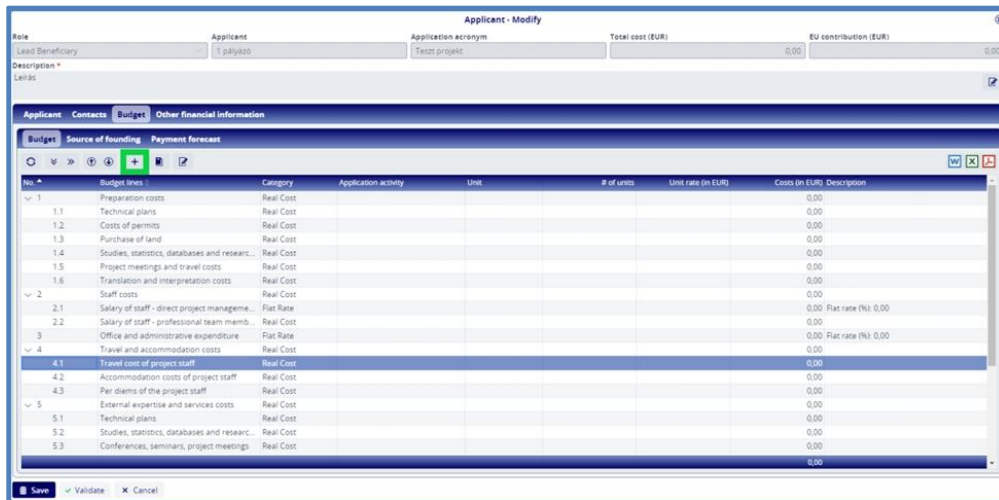 Applicant - Modify
Role Applicant Application acronym Total cost (EUR) EU contribution (EUR)
Lead Beneficiary 1 pályázó Teszt projekt 0,00 0,00
Description *
Leírás
Applicant Contacts Budget Other financial information
Budget Source of founding Payment forecast
No. Budget lines Category Application activity Unit # of units Unit rate (in EUR) Costs (in EUR) Description
1 Preparation costs Real Cost 0,00
1.1 Technical plans Real Cost 0,00
1.2 Costs of permits Real Cost 0,00
1.3 Purchase of land Real Cost 0,00
1.4 Studies, statistics, databases and researc... Real Cost 0,00
1.5 Project meetings and travel costs Real Cost 0,00
1.6 Translation and interpretation costs Real Cost 0,00
2 Staff costs Real Cost 0,00
2.1 Salary of staff - direct project manageme... Flat Rate 0,00 Flat rate (%): 0,00
2.2 Salary of staff - professional team memb... Real Cost 0,00
3 Office and administrative expenditure Flat Rate 0,00 Flat rate (%): 0,00
4 Travel and accommodation costs Real Cost 0,00
4.1 Travel cost of project staff Real Cost 0,00
4.2 Accommodation costs of project staff Real Cost 0,00
4.3 Per diems of the project staff Real Cost 0,00
5 External expertise and services costs Real Cost 0,00
5.1 Technical plans Real Cost 0,00
5.2 Studies, statistics, databases and researc... Real Cost 0,00
5.3 Conferences, seminars, project meetings Real Cost 0,00
0,00
Save Validate Cancel